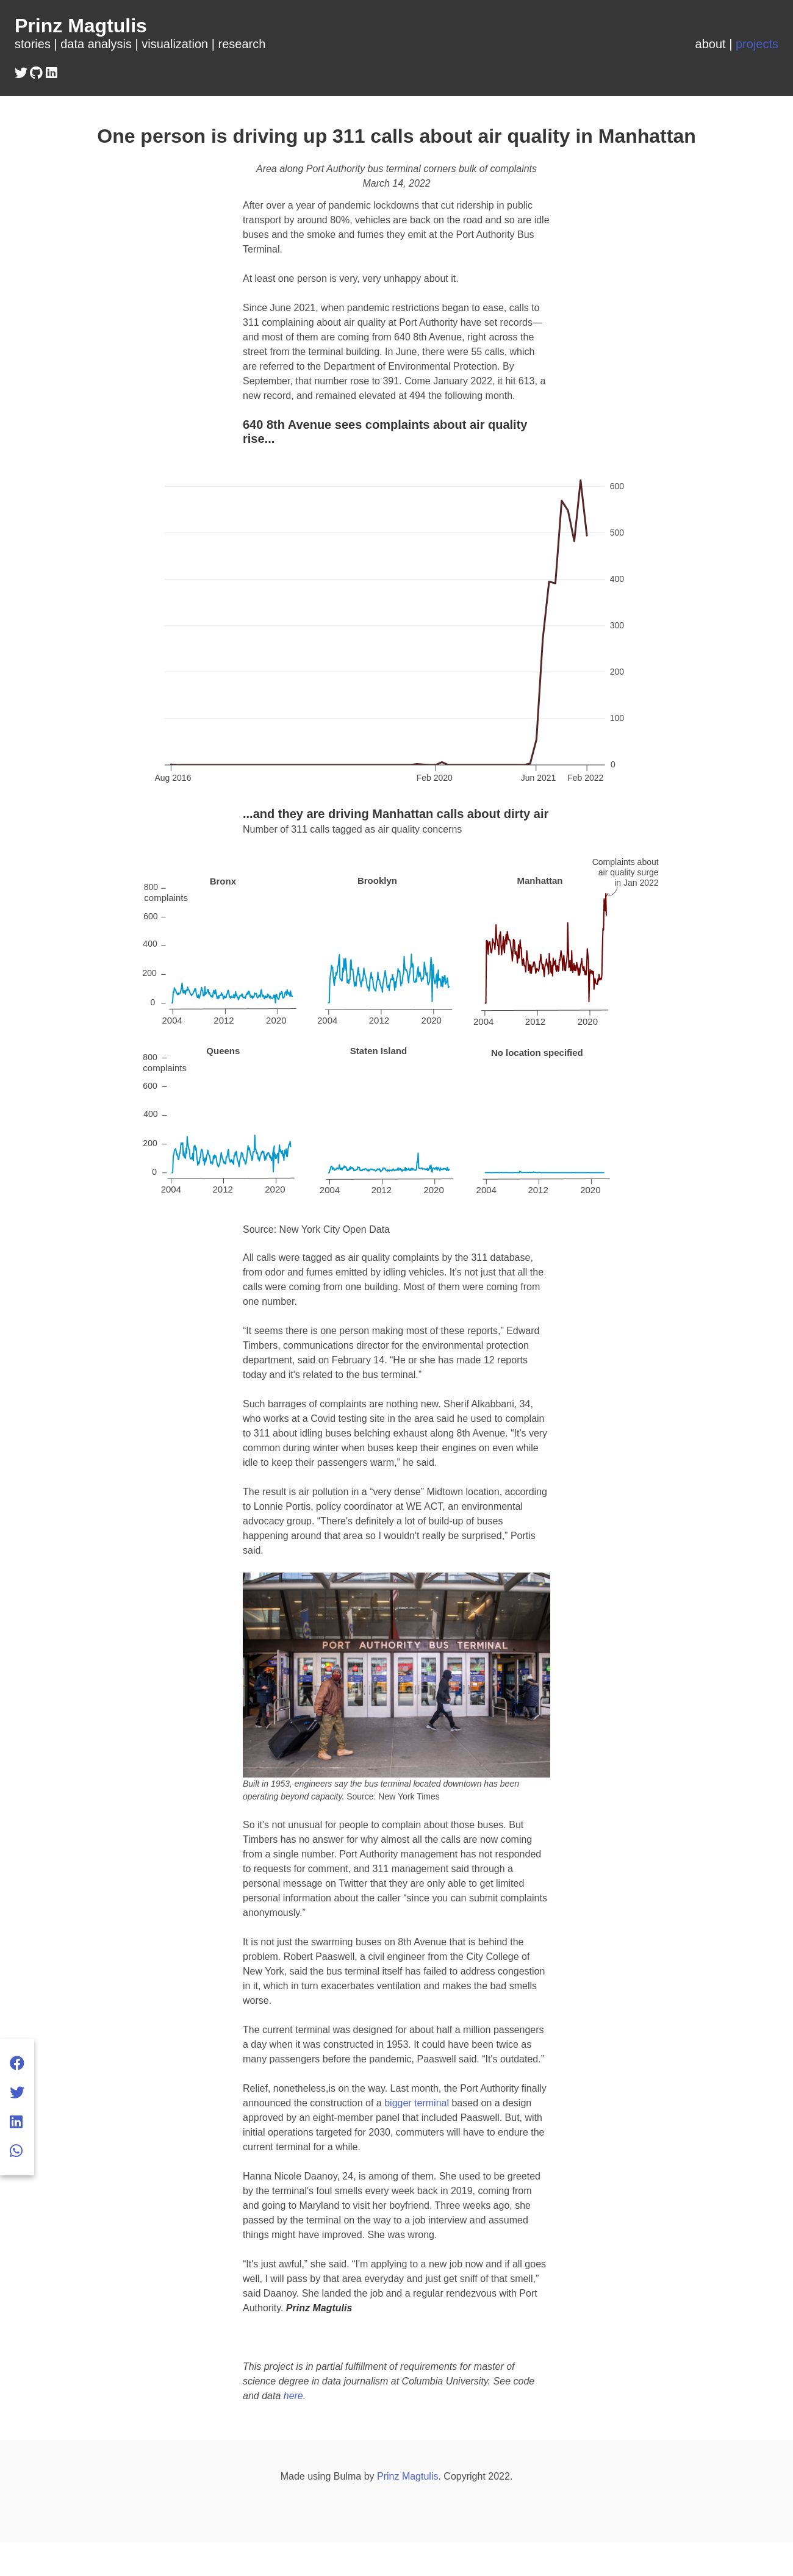 Prinz Magtulis
stories | data analysis | visualization | research
about | projects
One person is driving up 311 calls about air quality in Manhattan
Area along Port Authority bus terminal corners bulk of complaints
March 14, 2022
After over a year of pandemic lockdowns that cut ridership in public
transport by around 80%, vehicles are back on the road and so are idle
buses and the smoke and fumes they emit at the Port Authority Bus
Terminal.
At least one person is very, very unhappy about it.
Since June 2021, when pandemic restrictions began to ease, calls to
311 complaining about air quality at Port Authority have set records—
and most of them are coming from 640 8th Avenue, right across the
street from the terminal building. In June, there were 55 calls, which
are referred to the Department of Environmental Protection. By
September, that number rose to 391. Come January 2022, it hit 613, a
new record, and remained elevated at 494 the following month.
640 8th Avenue sees complaints about air quality
rise...
600
500
400
300
200
100
0
Aug 2016
Feb 2020
Jun 2021
Feb 2022
...and they are driving Manhattan calls about dirty air
Number of 311 calls tagged as air quality concerns
Complaints about
air quality surge
in Jan 2022
Bronx
Brooklyn
Manhattan
800
complaints
600
400
200
0
2004
2012
2020
2004
2012
2020
2004
2012
2020
Queens
Staten Island
No location specified
800
complaints
600
400
200
0
2004
2012
2020
2004
2012
2020
2004
2012
2020
Source: New York City Open Data
All calls were tagged as air quality complaints by the 311 database,
from odor and fumes emitted by idling vehicles. It's not just that all the
calls were coming from one building. Most of them were coming from
one number.
“It seems there is one person making most of these reports,” Edward
Timbers, communications director for the environmental protection
department, said on February 14. “He or she has made 12 reports
today and it's related to the bus terminal.”
Such barrages of complaints are nothing new. Sherif Alkabbani, 34,
who works at a Covid testing site in the area said he used to complain
to 311 about idling buses belching exhaust along 8th Avenue. “It's very
common during winter when buses keep their engines on even while
idle to keep their passengers warm,” he said.
The result is air pollution in a “very dense” Midtown location, according
to Lonnie Portis, policy coordinator at WE ACT, an environmental
advocacy group. “There's definitely a lot of build-up of buses
happening around that area so I wouldn't really be surprised,” Portis
said.
PORT AUTHORITY BUS TERMINAL
Built in 1953, engineers say the bus terminal located downtown has been
operating beyond capacity. Source: New York Times
So it's not unusual for people to complain about those buses. But
Timbers has no answer for why almost all the calls are now coming
from a single number. Port Authority management has not responded
to requests for comment, and 311 management said through a
personal message on Twitter that they are only able to get limited
personal information about the caller “since you can submit complaints
anonymously.”
It is not just the swarming buses on 8th Avenue that is behind the
problem. Robert Paaswell, a civil engineer from the City College of
New York, said the bus terminal itself has failed to address congestion
in it, which in turn exacerbates ventilation and makes the bad smells
worse.
The current terminal was designed for about half a million passengers
a day when it was constructed in 1953. It could have been twice as
many passengers before the pandemic, Paaswell said. “It's outdated.”
Relief, nonetheless,is on the way. Last month, the Port Authority finally
announced the construction of a bigger terminal based on a design
approved by an eight-member panel that included Paaswell. But, with
initial operations targeted for 2030, commuters will have to endure the
current terminal for a while.
Hanna Nicole Daanoy, 24, is among of them. She used to be greeted
by the terminal's foul smells every week back in 2019, coming from
and going to Maryland to visit her boyfriend. Three weeks ago, she
passed by the terminal on the way to a job interview and assumed
things might have improved. She was wrong.
“It's just awful,” she said. “I'm applying to a new job now and if all goes
well, I will pass by that area everyday and just get sniff of that smell,”
said Daanoy. She landed the job and a regular rendezvous with Port
Authority. Prinz Magtulis
This project is in partial fulfillment of requirements for master of
science degree in data journalism at Columbia University. See code
and data here.
Made using Bulma by Prinz Magtulis. Copyright 2022.